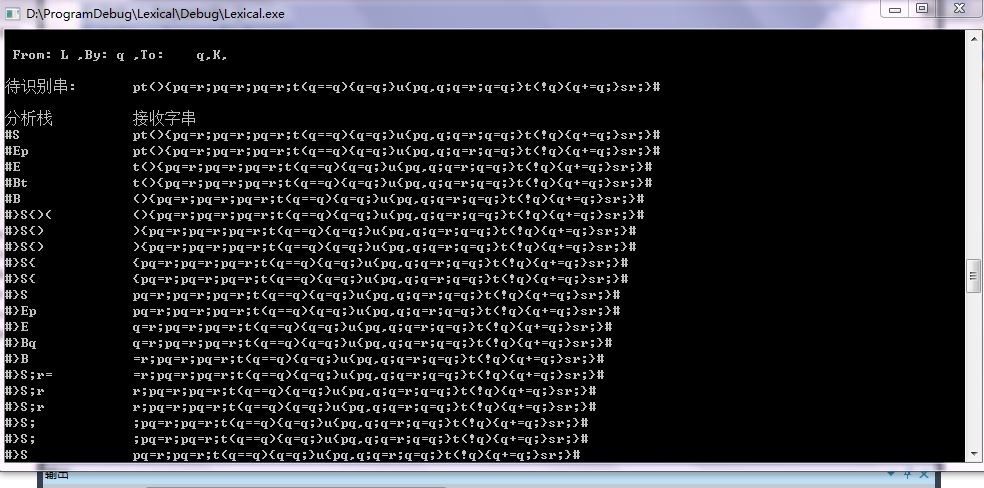 D:\ProgramDebug\Lexical\Debug\Lexical.exe
From: L ,By: q ,To: q,K,
待识别串: pt(){pq=r;pq=r;pq=r;t(q==q){q=q;}u{pq,q;q=r;q=q;}t(!q){q+=q;}sr;}#
分析栈 接收字串
#S pt(){pq=r;pq=r;pq=r;t(q==q){q=q;}u{pq,q;q=r;q=q;}t(!q){q+=q;}sr;}#
#Ep pt(){pq=r;pq=r;pq=r;t(q==q){q=q;}u{pq,q;q=r;q=q;}t(!q){q+=q;}sr;}#
#E t(){pq=r;pq=r;pq=r;t(q==q){q=q;}u{pq,q;q=r;q=q;}t(!q){q+=q;}sr;}#
#Bt t(){pq=r;pq=r;pq=r;t(q==q){q=q;}u{pq,q;q=r;q=q;}t(!q){q+=q;}sr;}#
#B (){pq=r;pq=r;pq=r;t(q==q){q=q;}u{pq,q;q=r;q=q;}t(!q){q+=q;}sr;}#
#}S{)( (){pq=r;pq=r;pq=r;t(q==q){q=q;}u{pq,q;q=r;q=q;}t(!q){q+=q;}sr;}#
#}S{) ){pq=r;pq=r;pq=r;t(q==q){q=q;}u{pq,q;q=r;q=q;}t(!q){q+=q;}sr;}#
#}S{) ){pq=r;pq=r;pq=r;t(q==q){q=q;}u{pq,q;q=r;q=q;}t(!q){q+=q;}sr;}#
#}S{ {pq=r;pq=r;pq=r;t(q==q){q=q;}u{pq,q;q=r;q=q;}t(!q){q+=q;}sr;}#
#}S{ {pq=r;pq=r;pq=r;t(q==q){q=q;}u{pq,q;q=r;q=q;}t(!q){q+=q;}sr;}#
#}S pq=r;pq=r;pq=r;t(q==q){q=q;}u{pq,q;q=r;q=q;}t(!q){q+=q;}sr;}#
#}Ep pq=r;pq=r;pq=r;t(q==q){q=q;}u{pq,q;q=r;q=q;}t(!q){q+=q;}sr;}#
#}E q=r;pq=r;pq=r;t(q==q){q=q;}u{pq,q;q=r;q=q;}t(!q){q+=q;}sr;}#
#}Bq q=r;pq=r;pq=r;t(q==q){q=q;}u{pq,q;q=r;q=q;}t(!q){q+=q;}sr;}#
#}B =r;pq=r;pq=r;t(q==q){q=q;}u{pq,q;q=r;q=q;}t(!q){q+=q;}sr;}#
#}S;r= =r;pq=r;pq=r;t(q==q){q=q;}u{pq,q;q=r;q=q;}t(!q){q+=q;}sr;}#
#}S;r r;pq=r;pq=r;t(q==q){q=q;}u{pq,q;q=r;q=q;}t(!q){q+=q;}sr;}#
#}S;r r;pq=r;pq=r;t(q==q){q=q;}u{pq,q;q=r;q=q;}t(!q){q+=q;}sr;}#
#}S; ;pq=r;pq=r;t(q==q){q=q;}u{pq,q;q=r;q=q;}t(!q){q+=q;}sr;}#
#}S; ;pq=r;pq=r;t(q==q){q=q;}u{pq,q;q=r;q=q;}t(!q){q+=q;}sr;}#
#}S pq=r;pq=r;t(q==q){q=q;}u{pq,q;q=r;q=q;}t(!q){q+=q;}sr;}#
输出